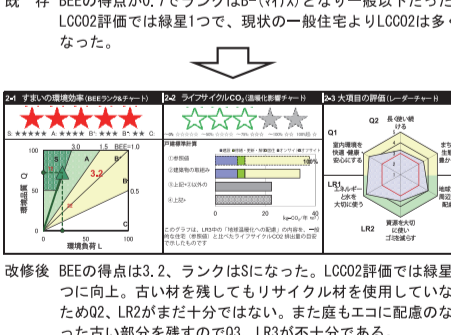 既　存　BEEの得点が0.7でランクはB-(ﾏｲﾅｽ)となり一般以下だった
LCCO2評価では緑星1つで、現状の一般住宅よりLCCO2は多く
なった。
2-1 すまいの環境効率(BEEランク&チャート)
S: ★★★★★ A: ★★★★ B⁺: ★★★ B⁻: ★★ C:
3.0 1.5 BEE=1.0
100
S A B⁺
3.2
B⁻
0.5
50
環境品質 Q
C
0
0 50 100
環境負荷 L
2-2 ライフサイクルCO₂(温暖化影響チャート)
戸建標準計算
①参照値
100%
②建築物の取組み
③上記+②以外の
④上記+
0 20 40
kg-CO₂/年㎡
このグラフは、LR3中の「地球温暖化への配慮」の内容を、一般
的な住宅(参照値)と比べたライフサイクルCO2 排出量の目安
で示したものです
2-3 大項目の評価(レーダーチャート)
Q2 長く使い
続ける
Q1
室内環境を
快適・健康・
安心にする
まち
生態
豊か
LR1
エネルギー
と水を
大切に使う
地球
周辺
配慮
LR2
資源を大切
に使い
ゴミを減らす
改修後　BEEの得点は3.2、ランクはSになった。LCCO2評価では緑星
つに向上。古い材を残してもリサイクル材を使用していな
ためQ2、LR2がまだ十分ではない。また庭もエコに配慮のな
った古い部分を残すのでQ3、LR3が不十分である。